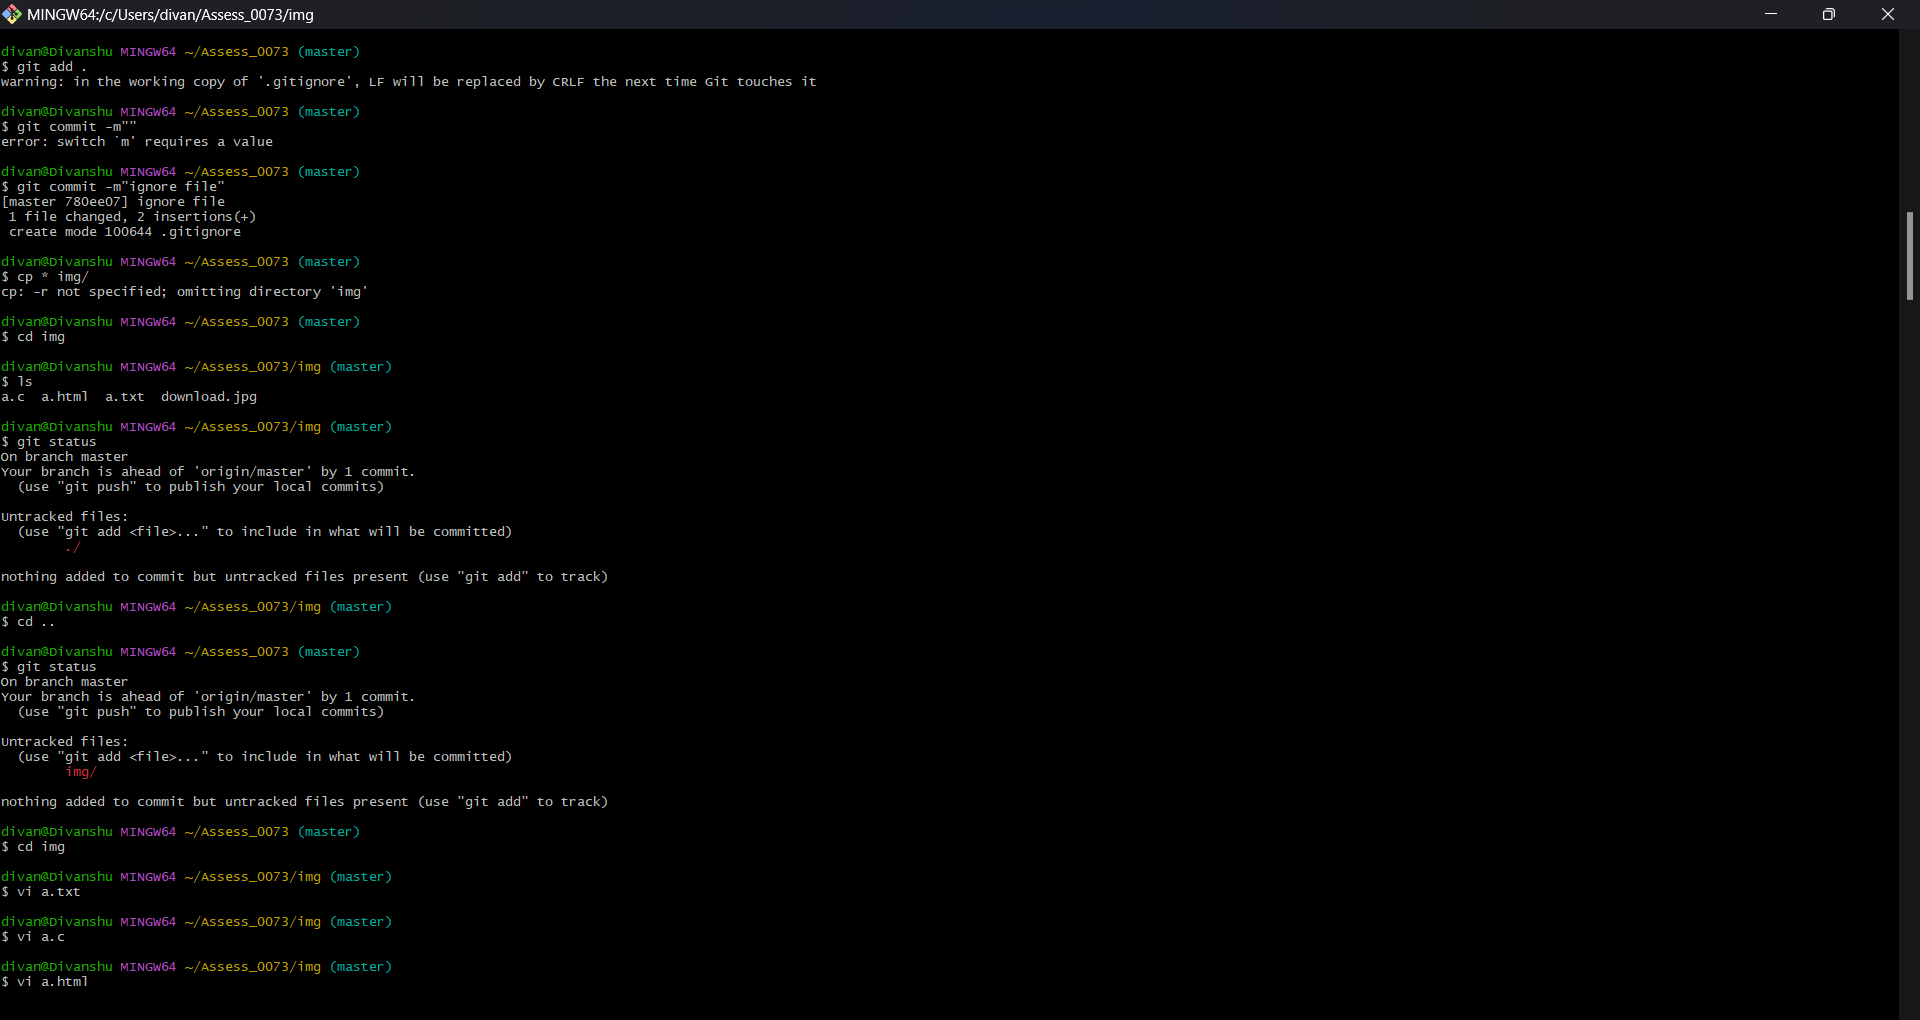 MINGW64:/c/Users/divan/Assess_0073/img
divan@Divanshu MINGW64 ~/Assess_0073 (master)
$ git add .
warning: in the working copy of '.gitignore', LF will be replaced by CRLF the next time Git touches it
divan@Divanshu MINGW64 ~/Assess_0073 (master)
$ git commit -m""
error: switch `m' requires a value
divan@Divanshu MINGW64 ~/Assess_0073 (master)
$ git commit -m"ignore file"
[master 780ee07] ignore file
 1 file changed, 2 insertions(+)
 create mode 100644 .gitignore
divan@Divanshu MINGW64 ~/Assess_0073 (master)
$ cp * img/
cp: -r not specified; omitting directory 'img'
divan@Divanshu MINGW64 ~/Assess_0073 (master)
$ cd img
divan@Divanshu MINGW64 ~/Assess_0073/img (master)
$ ls
a.c  a.html  a.txt  download.jpg
divan@Divanshu MINGW64 ~/Assess_0073/img (master)
$ git status
On branch master
Your branch is ahead of 'origin/master' by 1 commit.
  (use "git push" to publish your local commits)
Untracked files:
  (use "git add <file>..." to include in what will be committed)
        ./
nothing added to commit but untracked files present (use "git add" to track)
divan@Divanshu MINGW64 ~/Assess_0073/img (master)
$ cd ..
divan@Divanshu MINGW64 ~/Assess_0073 (master)
$ git status
On branch master
Your branch is ahead of 'origin/master' by 1 commit.
  (use "git push" to publish your local commits)
Untracked files:
  (use "git add <file>..." to include in what will be committed)
        img/
nothing added to commit but untracked files present (use "git add" to track)
divan@Divanshu MINGW64 ~/Assess_0073 (master)
$ cd img
divan@Divanshu MINGW64 ~/Assess_0073/img (master)
$ vi a.txt
divan@Divanshu MINGW64 ~/Assess_0073/img (master)
$ vi a.c
divan@Divanshu MINGW64 ~/Assess_0073/img (master)
$ vi a.html